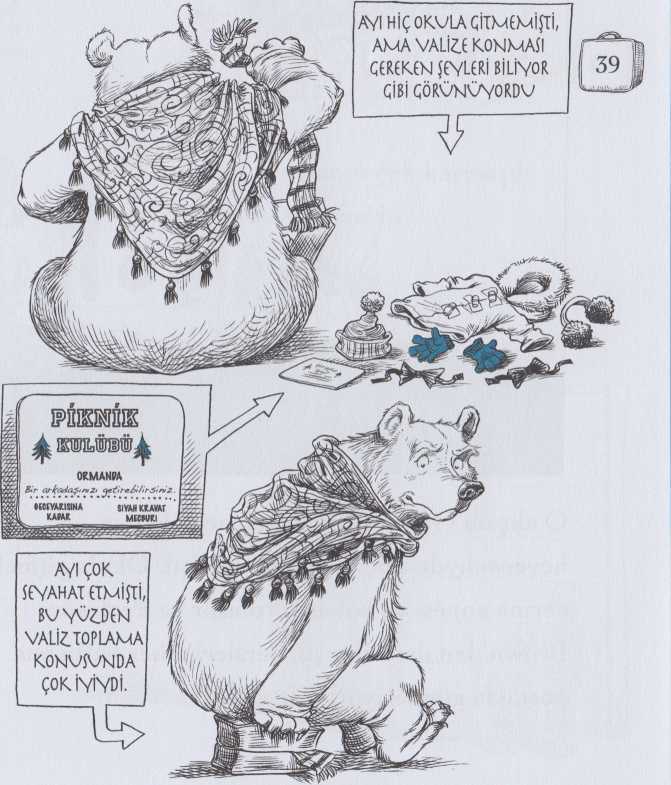 AYI HİÇ OKULA GİTMEMİŞTİ,
AMA VALİZE KONMASI
GEREKEN ŞEYLERİ BİLİYOR
GİBİ GÖRÜNÜYORDU
39
PİKNİK
KULÜBÜ
ORMANDA
Bir arkadaşınızı getirebilirsiniz.
GECEYARISINA
KADAR
SİYAH KRAVAT
MECBURİ
AYI ÇOK
SEYAHAT ETMİŞTİ,
BU YÜZDEN
VALİZ TOPLAMA
KONUSUNDA
ÇOK İYİYDİ.